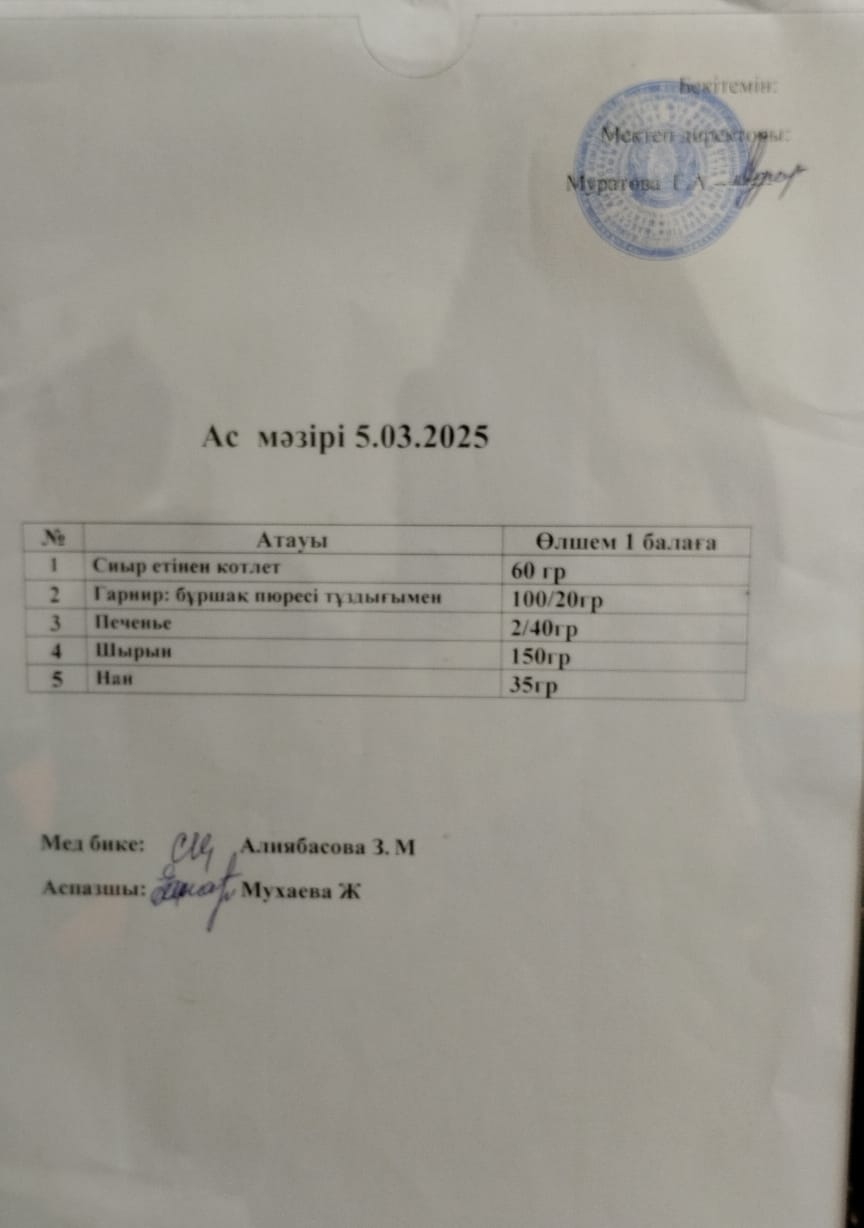 Бекітемін:
Мектеп директоры:
Муратова Г.А
Ас мәзірі 5.03.2025
№ Атауы Өлшем 1 балаға
1 Сиыр етінен котлет 60 гр
2 Гарнир: бұршақ пюресі тұздығымен 100/20гр
3 Печенье 2/40гр
4 Шырын 150гр
5 Нан 35гр
Мед бике: Алиябасова З. М
Аспазшы: Мухаева Ж